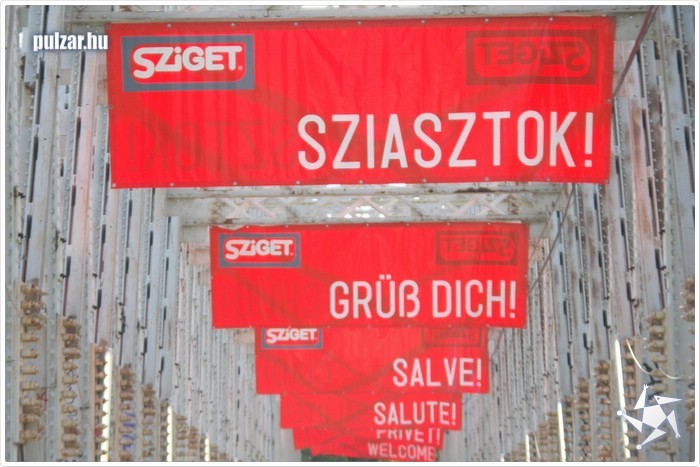 pulzar.hu
SZiGET
SZIASZTOK!
SZiGET
GRÜß DICH!
SZiGET
SALVE!
SALUTE!
PRIVET!
WELCOME